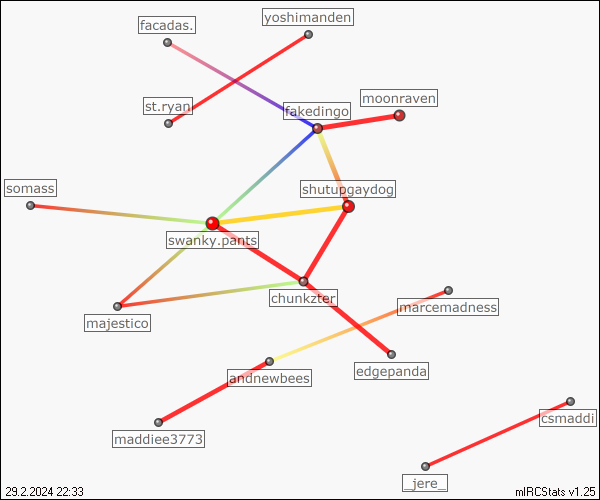 yoshimanden
facadas.
moonraven
st.ryan
fakedingo
somass
shutupgaydog
swanky.pants
chunkzter
marcemadness
majestico
edgepanda
andnewbees
csmaddi
maddiee3773
_jere_
29.2.2024 22:33
mIRCStats v1.25